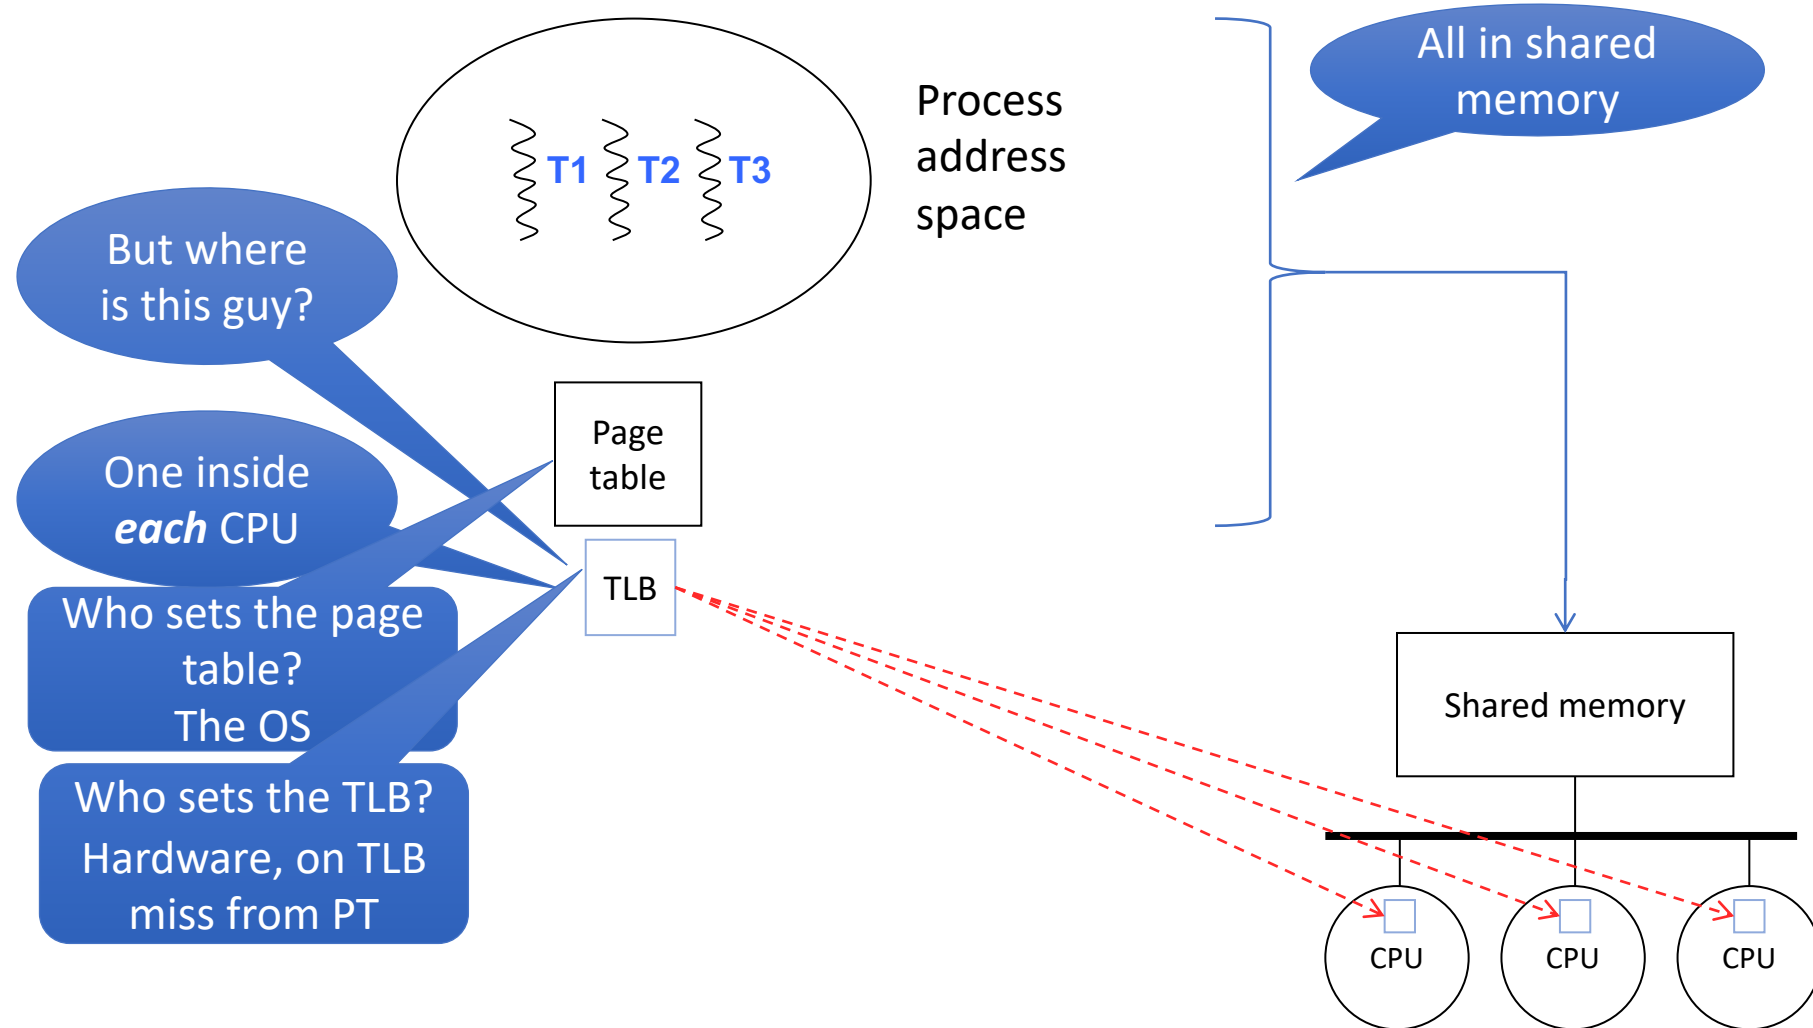 All in shared
memory
Process
address
space
T1
T2
T3
But where
is this guy?
Page
table
One inside
each CPU
TLB
Who sets the page
table?
The OS
Shared memory
Who sets the TLB?
Hardware, on TLB
miss from PT
CPU
CPU
CPU